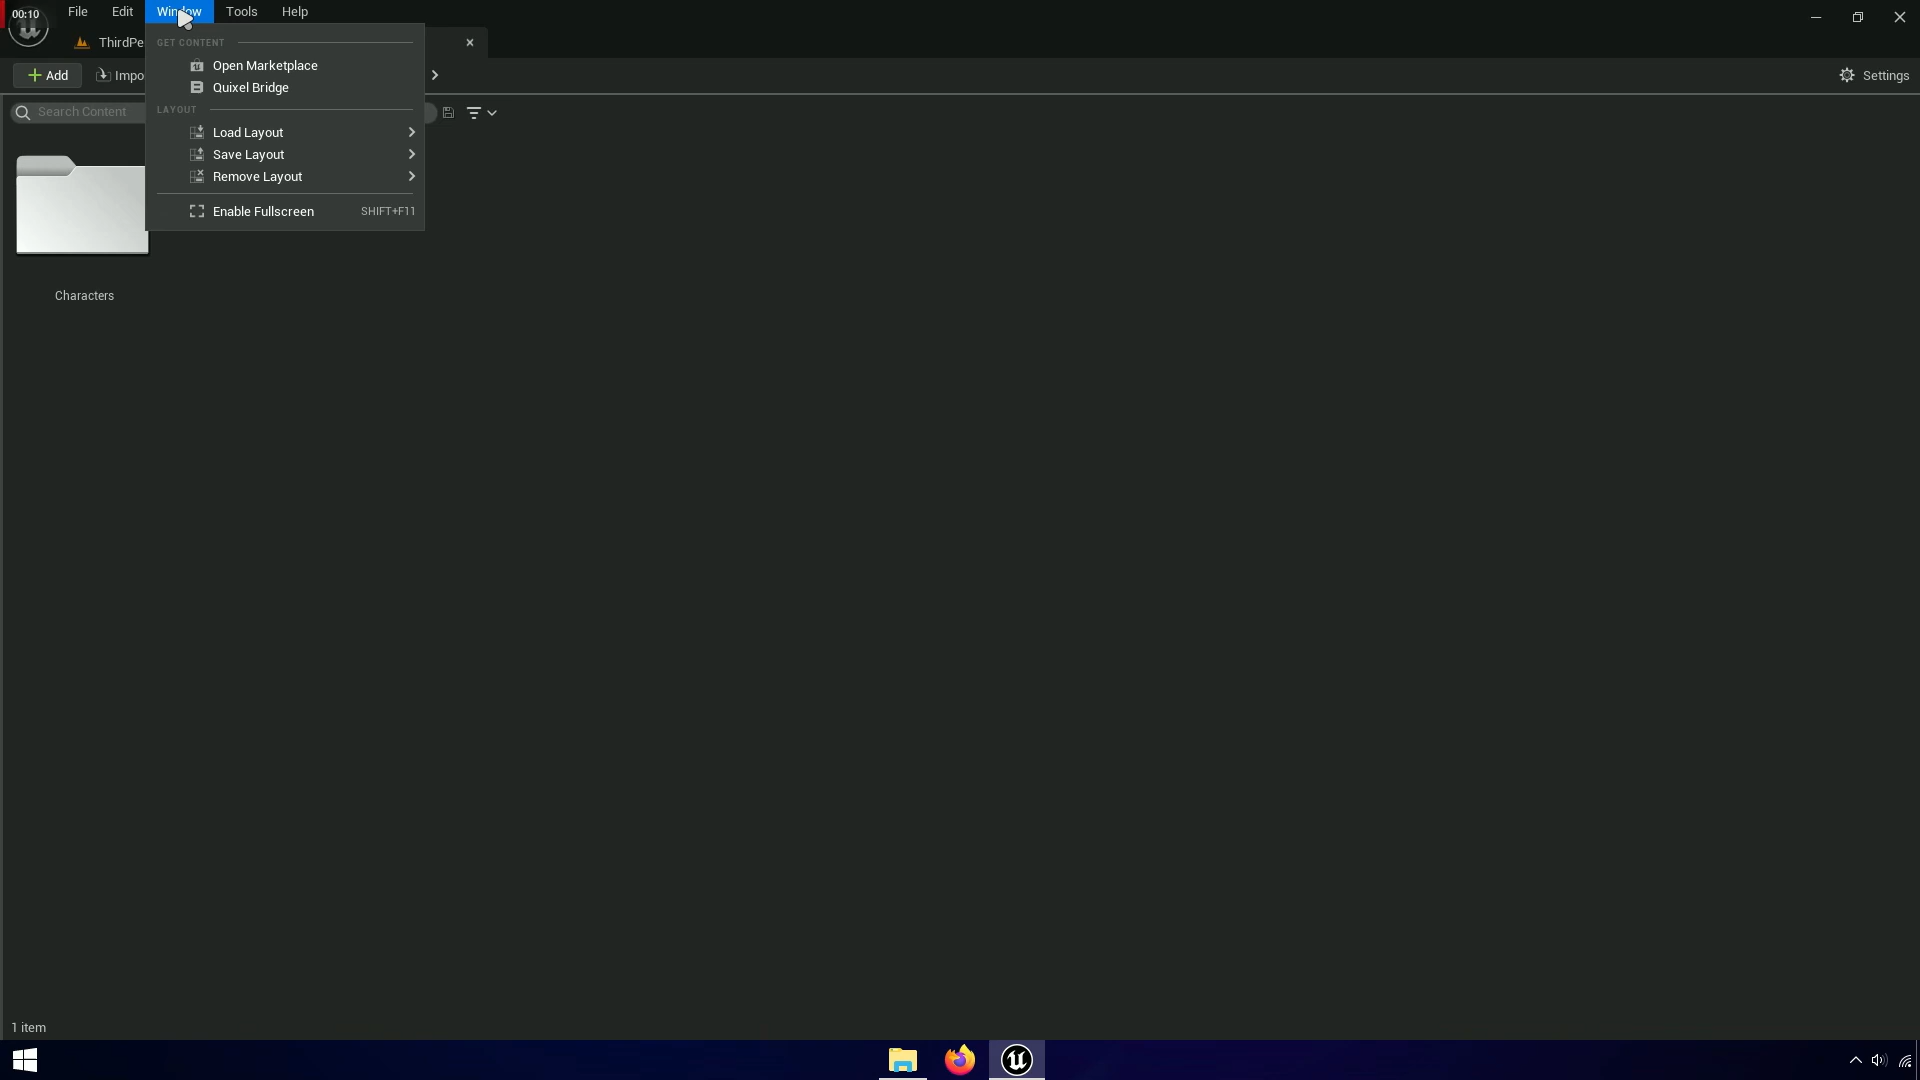 00:10
File Edit Window Tools Help
ThirdPe
GET CONTENT
Add
Impo
Settings
Open Marketplace
Quixel Bridge
Search Content
LAYOUT
Load Layout
Save Layout
Remove Layout
Enable Fullscreen SHIFT+F11
Characters
1 item